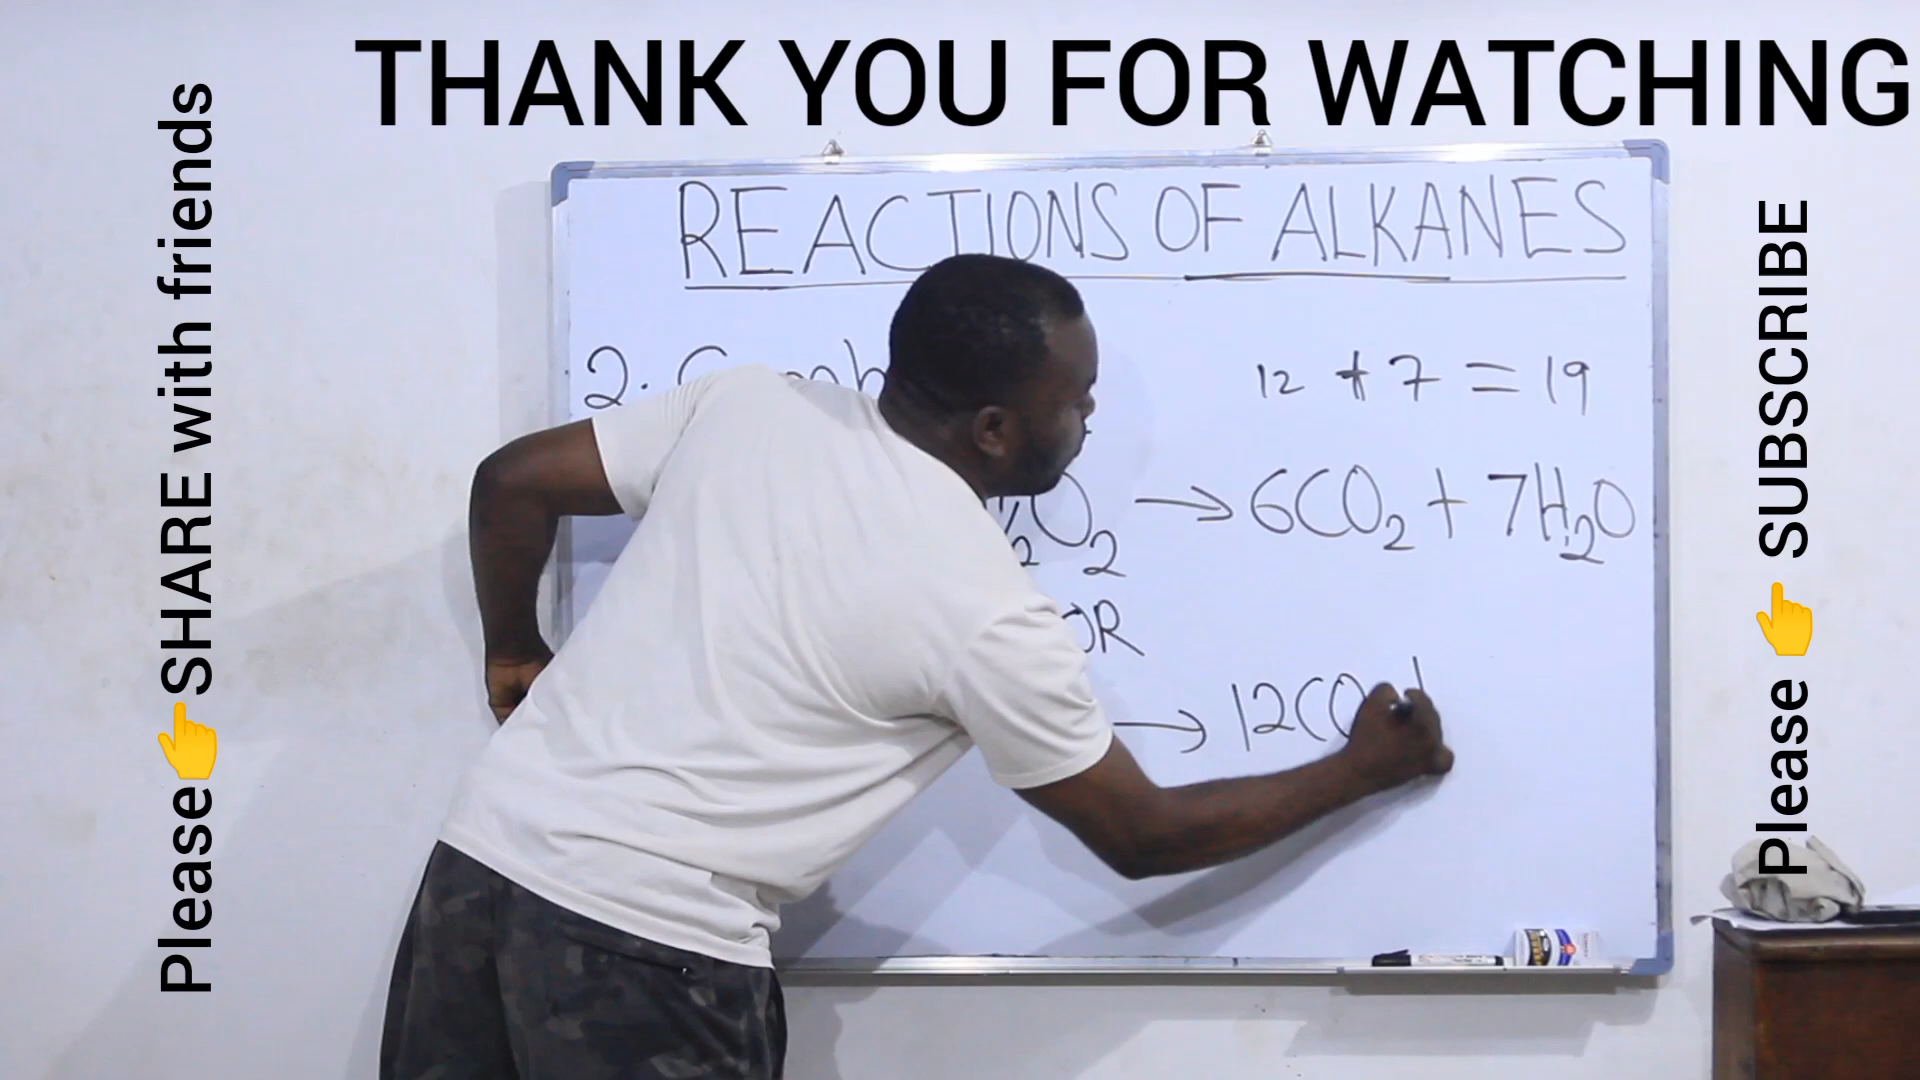 THANK YOU FOR WATCHING
Please 👉 SHARE with friends
Please 👉 SUBSCRIBE
REACTIONS OF ALKANES
2.
12 + 7 = 19
O₂ → 6CO₂ + 7H₂O
OR
→ 12CO